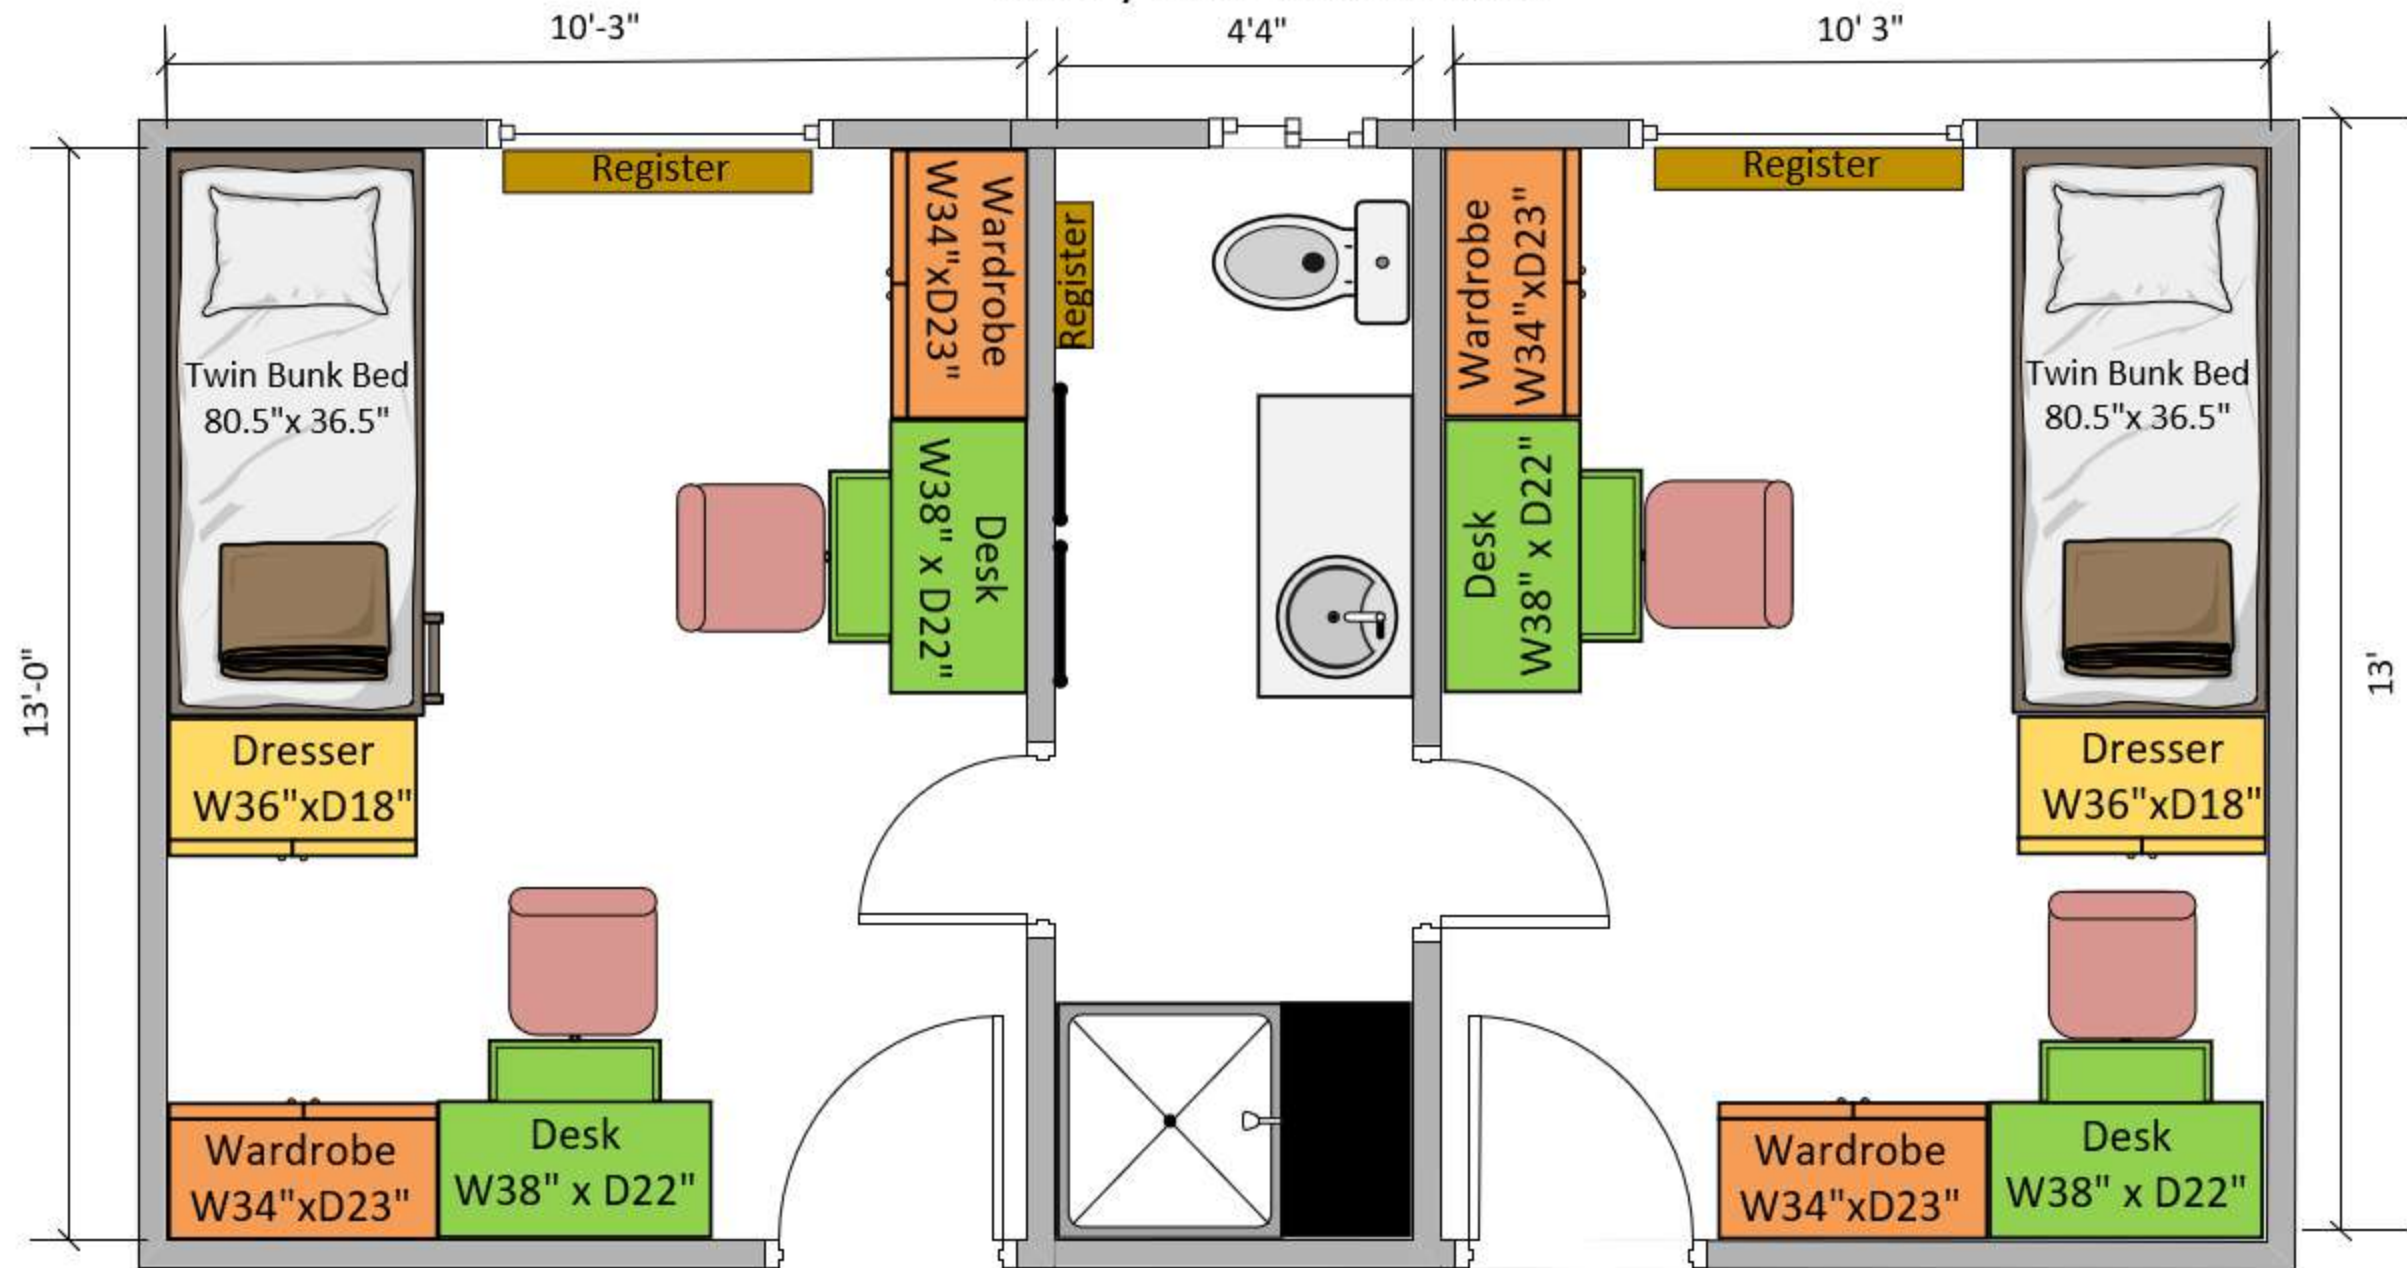 10'-3"
4'4"
10' 3"
Register
Register
Wardrobe
W34"xD23"
Register
Wardrobe
W34"xD23"
Twin Bunk Bed
80.5"x 36.5"
Twin Bunk Bed
80.5"x 36.5"
Desk
W38" x D22"
Desk
W38" x D22"
13'-0"
13'
Dresser
W36"xD18"
Dresser
W36"xD18"
Wardrobe
W34"xD23"
Desk
W38" x D22"
Wardrobe
W34"xD23"
Desk
W38" x D22"